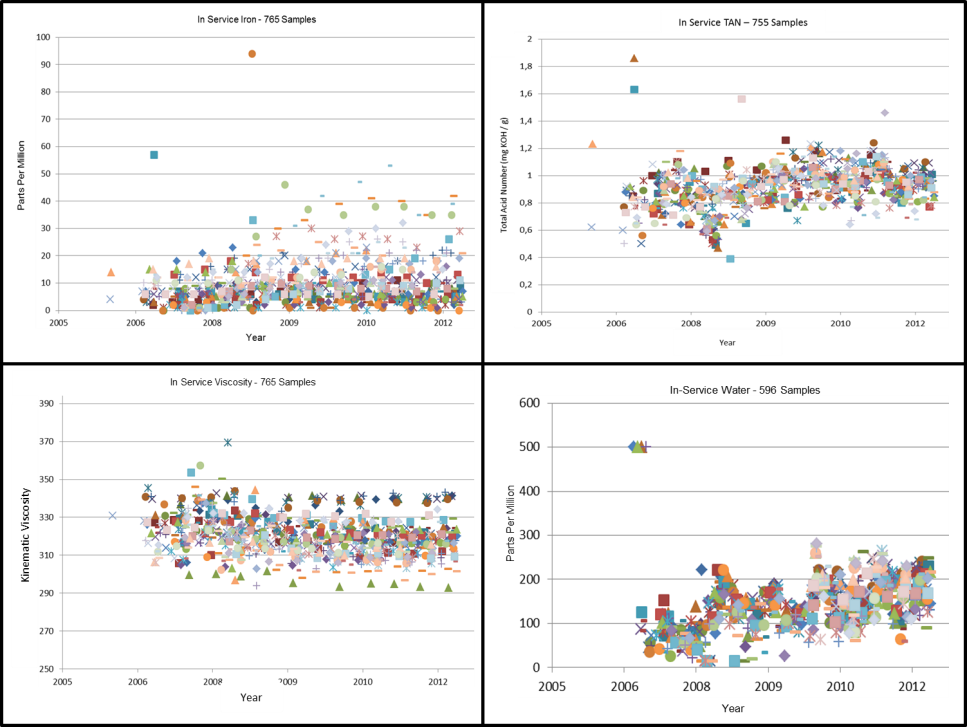 In Service Iron - 765 Samples
100
90
80
70
60
50
40
30
20
10
0
2005 2006 2008 2009 2010 2012
Parts Per Million
Year
In Service TAN – 755 Samples
2
1,8
1,6
1,4
1,2
1
0,8
0,6
0,4
0,2
0
2005 2006 2008 2009 2010 2012
Total Acid Number (mg KOH / g)
Year
In Service Viscosity - 765 Samples
390
370
350
330
310
290
270
250
2005 2006 2008 2009 2010 2012
Kinematic Viscosity
Year
In-Service Water - 596 Samples
600
500
400
300
200
100
0
2005 2006 2008 2009 2010 2012
Parts Per Million
Year